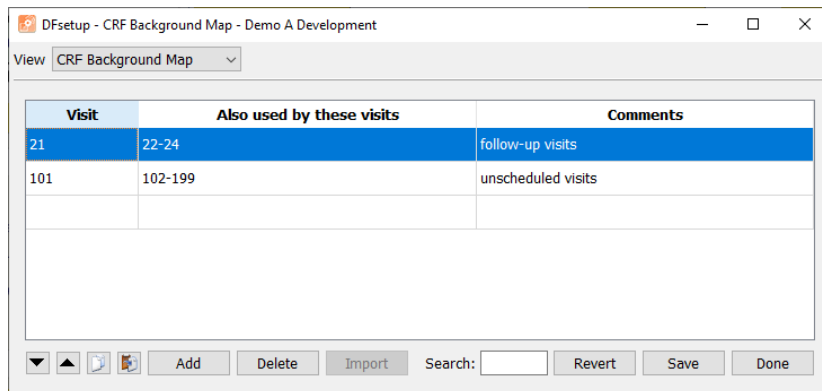 DFsetup - CRF Background Map - Demo A Development
View CRF Background Map
Visit Also used by these visits Comments
21 22-24 follow-up visits
101 102-199 unscheduled visits
Add Delete Import Search: Revert Save Done